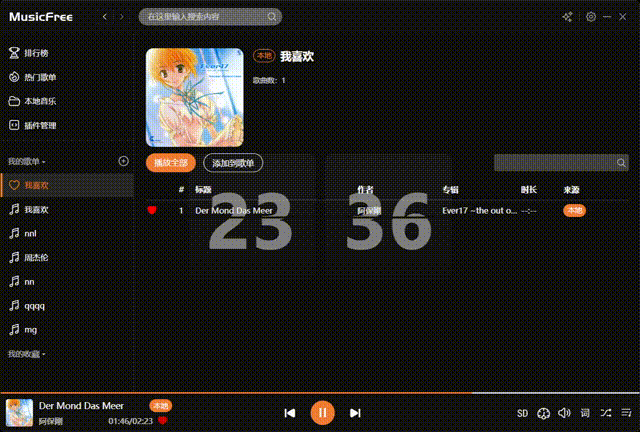 MusicFree
在这里输入搜索内容
排行榜
热门歌单
本地音乐
插件管理
我的歌单
我喜欢
我喜欢
nnl
周杰伦
nn
qqqq
mg
我的收藏
Ever17
本地 我喜欢
歌曲数: 1
播放全部 添加到歌单
# 标题 作者 专辑 时长 来源
1 Der Mond Das Meer 阿保刚 Ever17 ~the out o... --:-- 本地
23 36
Der Mond Das Meer 本地
阿保刚 01:46/02:23
SD 词